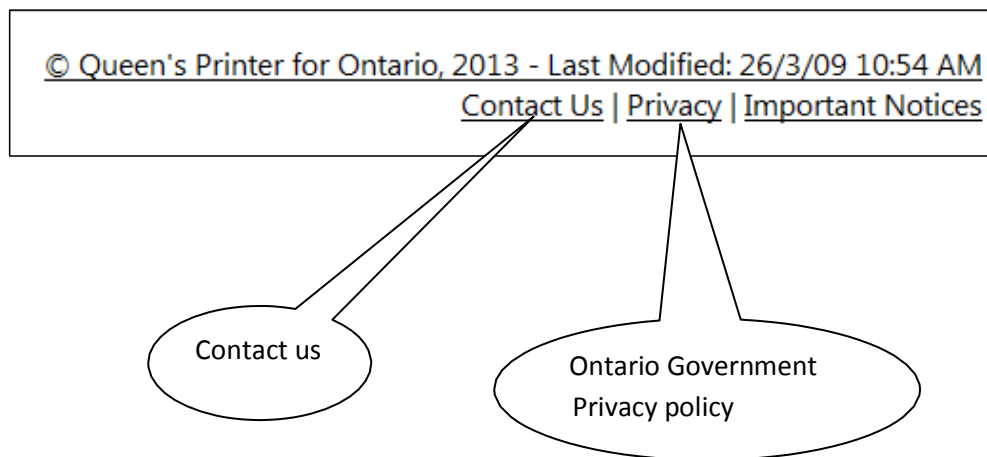 © Queen's Printer for Ontario, 2013 - Last Modified: 26/3/09 10:54 AM
Contact Us | Privacy | Important Notices
Contact us
Ontario Government
Privacy policy